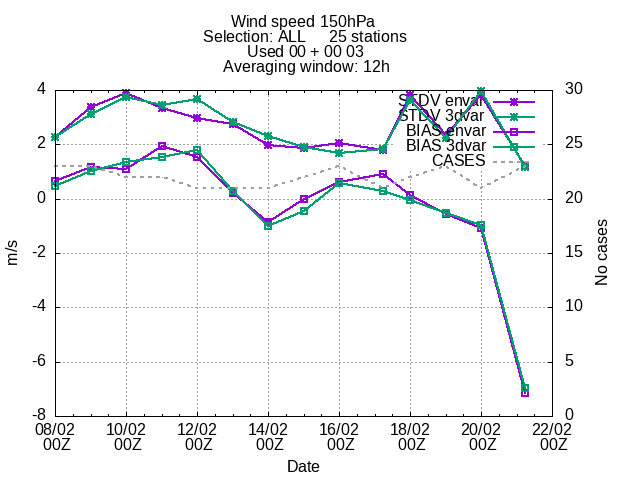 Wind speed 150hPa
Selection: ALL 25 stations
Used 00 + 00 03
Averaging window: 12h
4 30
STDV envar
STDV 3dvar
BIAS envar
BIAS 3dvar
CASES
2 25
0 20
-2 15
-4 10
-6 5
-8 0
m/s
No cases
08/02 10/02 12/02 14/02 16/02 18/02 20/02 22/02
00Z 00Z 00Z 00Z 00Z 00Z 00Z 00Z
Date